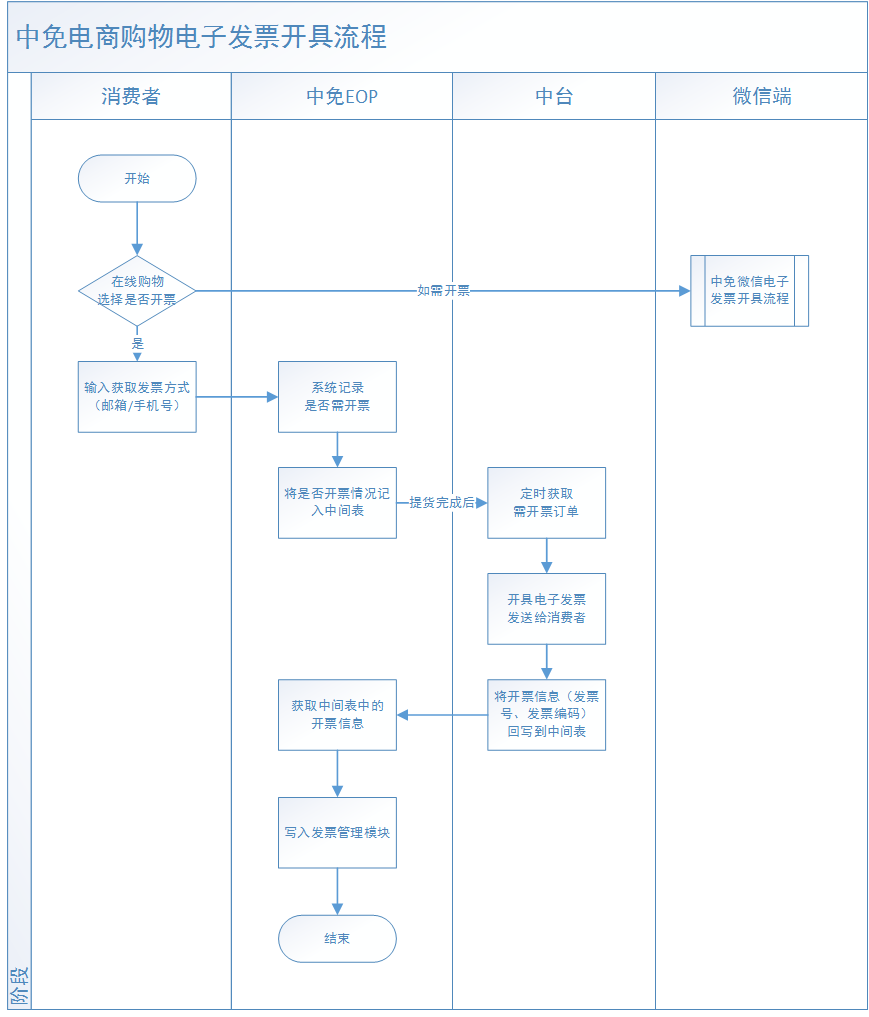 中免电商购物电子发票开具流程
消费者
中免EOP
中台
微信端
开始
在线购物
选择是否开票
如需开票
中免微信电子
发票开具流程
是
输入获取发票方式
（邮箱/手机号）
系统记录
是否需开票
将是否开票情况记
入中间表
提货完成后
定时获取
需开票订单
开具电子发票
发送给消费者
将开票信息（发票
号、发票编码）
回写到中间表
获取中间表中的
开票信息
写入发票管理模块
结束
阶段